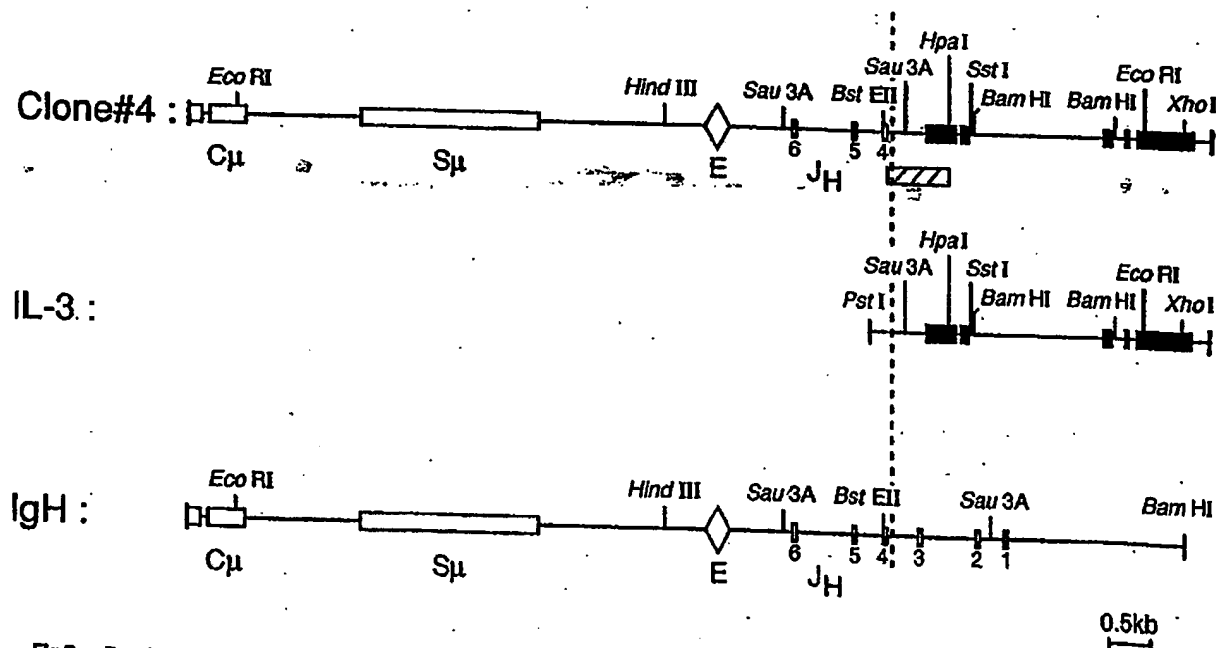 Clone#4 :
Eco RI Hind III Sau 3A Bst EII Sau 3A Hpa I Sst I Bam HI Bam HI Eco RI Xho I
Cμ Sμ E 6 5 4
JH
IL-3 :
Pst I Sau 3A Hpa I Sst I Bam HI Bam HI Eco RI Xho I
IgH :
Eco RI Hind III Sau 3A Bst EII Sau 3A Bam HI
Cμ Sμ E 6 5 4 3 2 1
JH
0.5kb